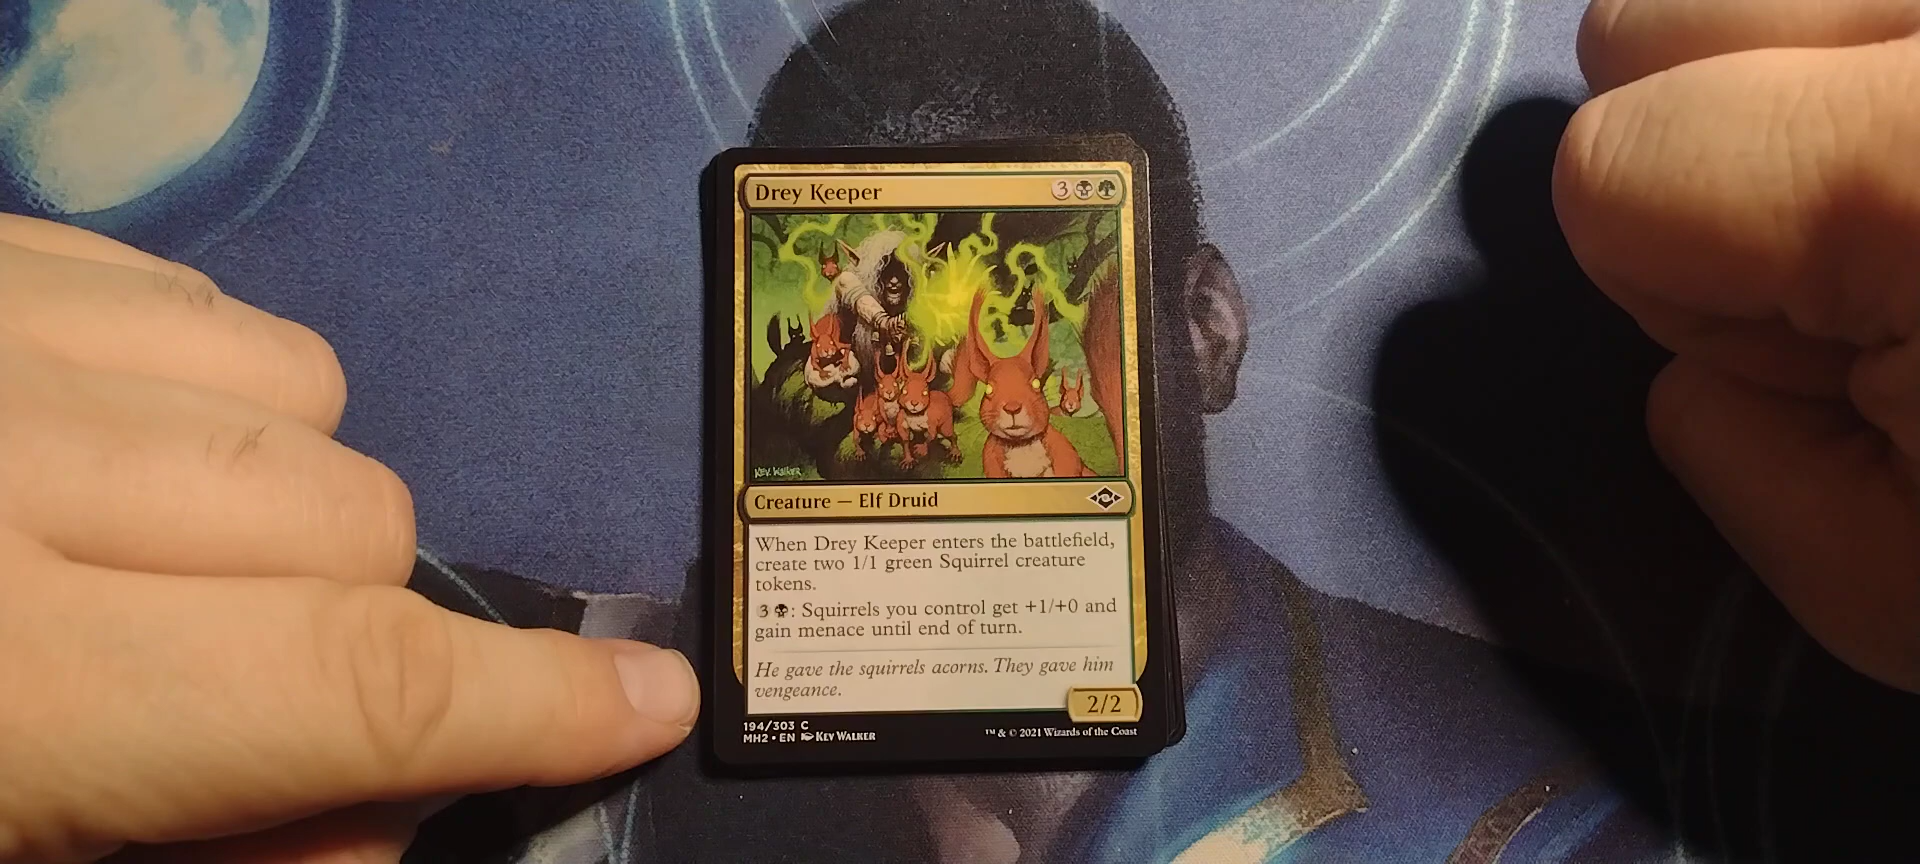 Drey Keeper 3
KEV. WALKER
Creature — Elf Druid
When Drey Keeper enters the battlefield,
create two 1/1 green Squirrel creature
tokens.
3 : Squirrels you control get +1/+0 and
gain menace until end of turn.
He gave the squirrels acorns. They gave him
vengeance.
2/2
194/303 C
MH2 • EN KEV WALKER
™ & © 2021 Wizards of the Coast